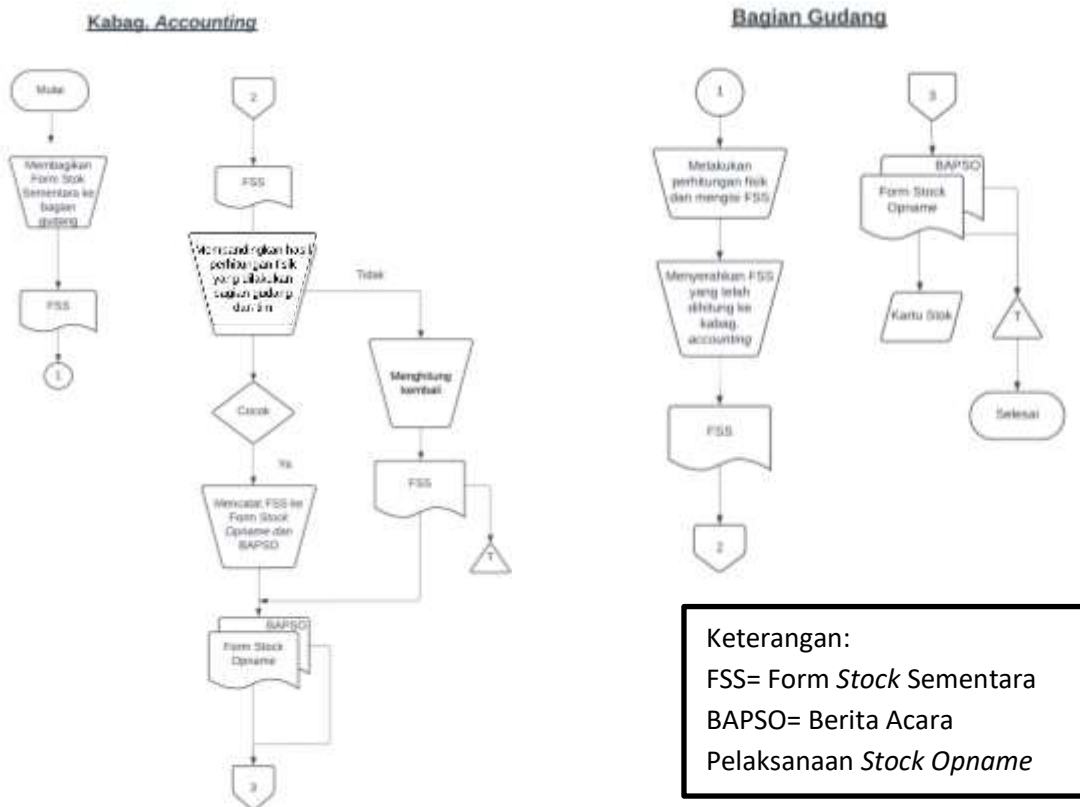 Kabag. Accounting
Mulai
Membagikan
Form Stok
Sementara ke
bagian
gudang
FSS
1
2
FSS
Membandingkan hasil
perhitungan fisik
yang dilakukan
bagian gudang
dan tim
Tidak
Cocok
Ya
Menghitung
kembali
FSS
T
Mencatat FSS ke
Form Stock
Opname dan
BAPSO
BAPSO
Form Stock
Opname
3
Bagian Gudang
1
Melakukan
perhitungan fisik
dan mengisi FSS
Menyerahkan FSS
yang telah
dihitung ke
kabag.
accounting
FSS
2
3
BAPSO
Form Stock
Opname
Kartu Stok
T
Selesai
Keterangan:
FSS= Form Stock Sementara
BAPSO= Berita Acara
Pelaksanaan Stock Opname